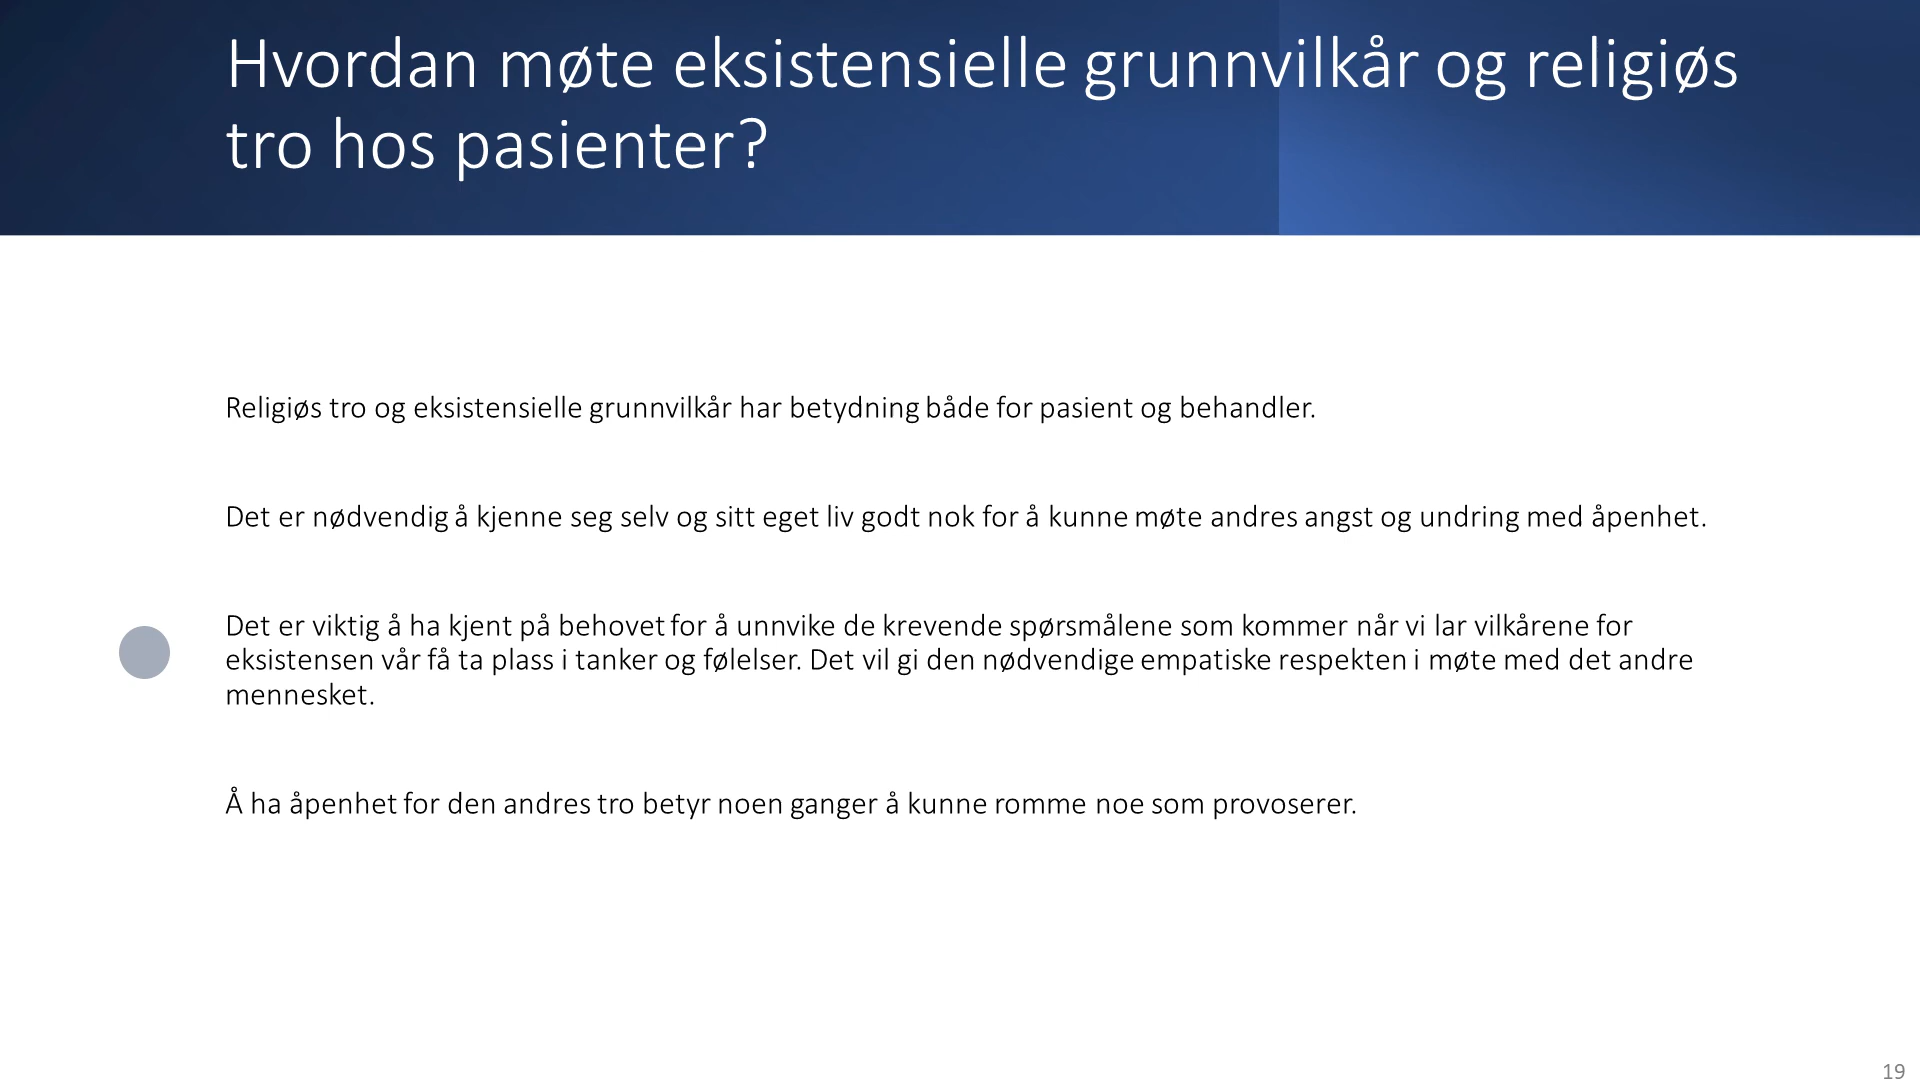 Hvordan møte eksistensielle grunnvilkår og religiøs
tro hos pasienter?
Religiøs tro og eksistensielle grunnvilkår har betydning både for pasient og behandler.
Det er nødvendig å kjenne seg selv og sitt eget liv godt nok for å kunne møte andres angst og undring med åpenhet.
Det er viktig å ha kjent på behovet for å unnvike de krevende spørsmålene som kommer når vi lar vilkårene for
eksistensen vår få ta plass i tanker og følelser. Det vil gi den nødvendige empatiske respekten i møte med det andre
mennesket.
Å ha åpenhet for den andres tro betyr noen ganger å kunne romme noe som provoserer.
19